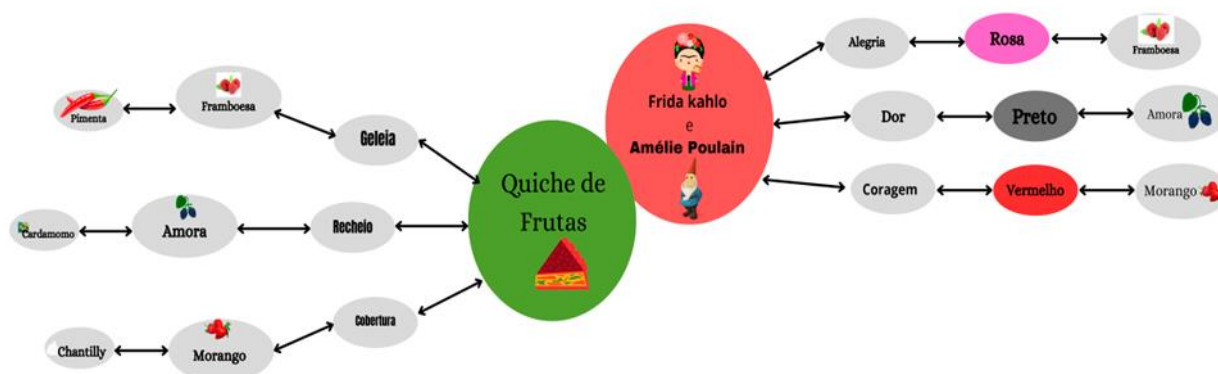 Pimenta
Framboesa
Geleia
Cardamomo
Amora
Recheio
Chantilly
Morango
Cobertura
Quiche de
Frutas
Frida kahlo
e
Amélie Poulain
Alegria
Rosa
Framboesa
Dor
Preto
Amora
Coragem
Vermelho
Morango